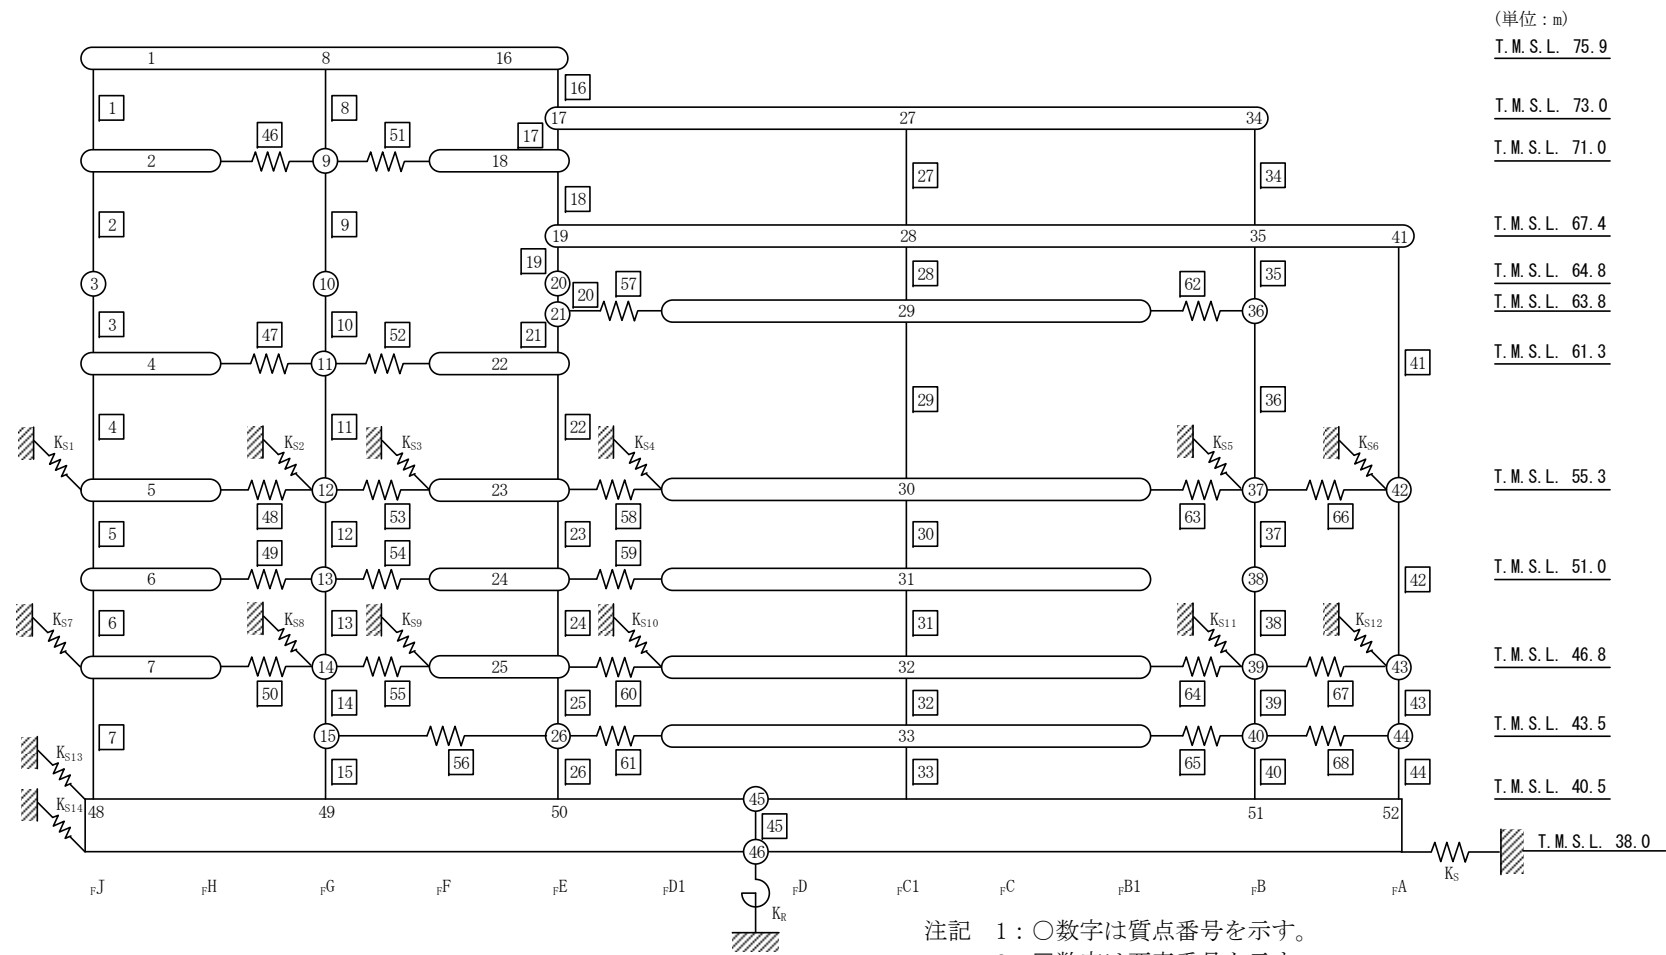 (単位：m)
T.M.S.L. 75.9
1 8 16
1 8 16
T.M.S.L. 73.0
17 27 34
46 51 17
T.M.S.L. 71.0
2 9 18
27 34
2 9 18
T.M.S.L. 67.4
19 28 35 41
19 28 35
T.M.S.L. 64.8
3 10 20
20 57 62
T.M.S.L. 63.8
21 29 36
3 10 21
47 52
T.M.S.L. 61.3
4 11 22
41
29 36
4 11 22
KS1 KS2 KS3 KS4 KS5 KS6
T.M.S.L. 55.3
5 12 23 30 37 42
48 53 58 63 66
5 12 23 30 37
49 54 59
T.M.S.L. 51.0
6 13 24 31 38 42
6 13 24 31 38
KS7 KS8 KS9 KS10 KS11 KS12
T.M.S.L. 46.8
7 14 25 32 39 43
50 55 60 64 67
14 25 32 39 43
T.M.S.L. 43.5
7 15 26 33 40 44
KS13
56 61 65 68
15 26 33 40 44
T.M.S.L. 40.5
KS14
48 49 50 45 51 52
45
46
T.M.S.L. 38.0
KS
FJ FH FG FF FE FD1 FD FC1 FC FB1 FB FA
KR
注記 1：○数字は質点番号を示す。